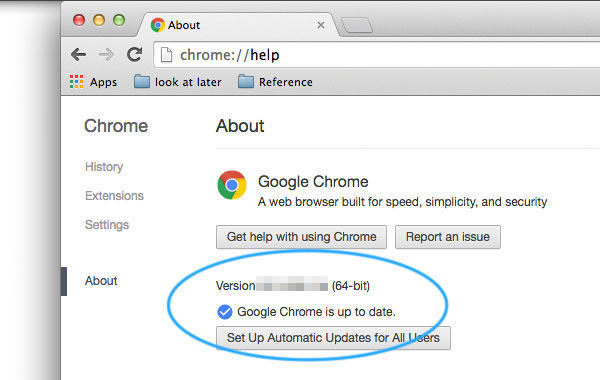 About
chrome://help
Apps look at later Reference
Chrome
About
History
Extensions
Settings
About
Google Chrome
A web browser built for speed, simplicity, and security
Get help with using Chrome Report an issue
Version (64-bit)
Google Chrome is up to date.
Set Up Automatic Updates for All Users